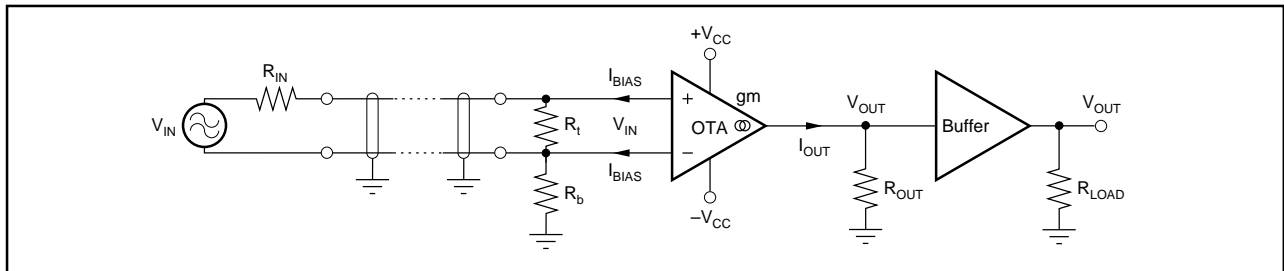 +V_CC
R_IN
I_BIAS
+
gm
V_OUT
V_OUT
V_IN
R_t
V_IN
OTA
Buffer
−
I_OUT
I_BIAS
R_b
R_OUT
R_LOAD
−V_CC